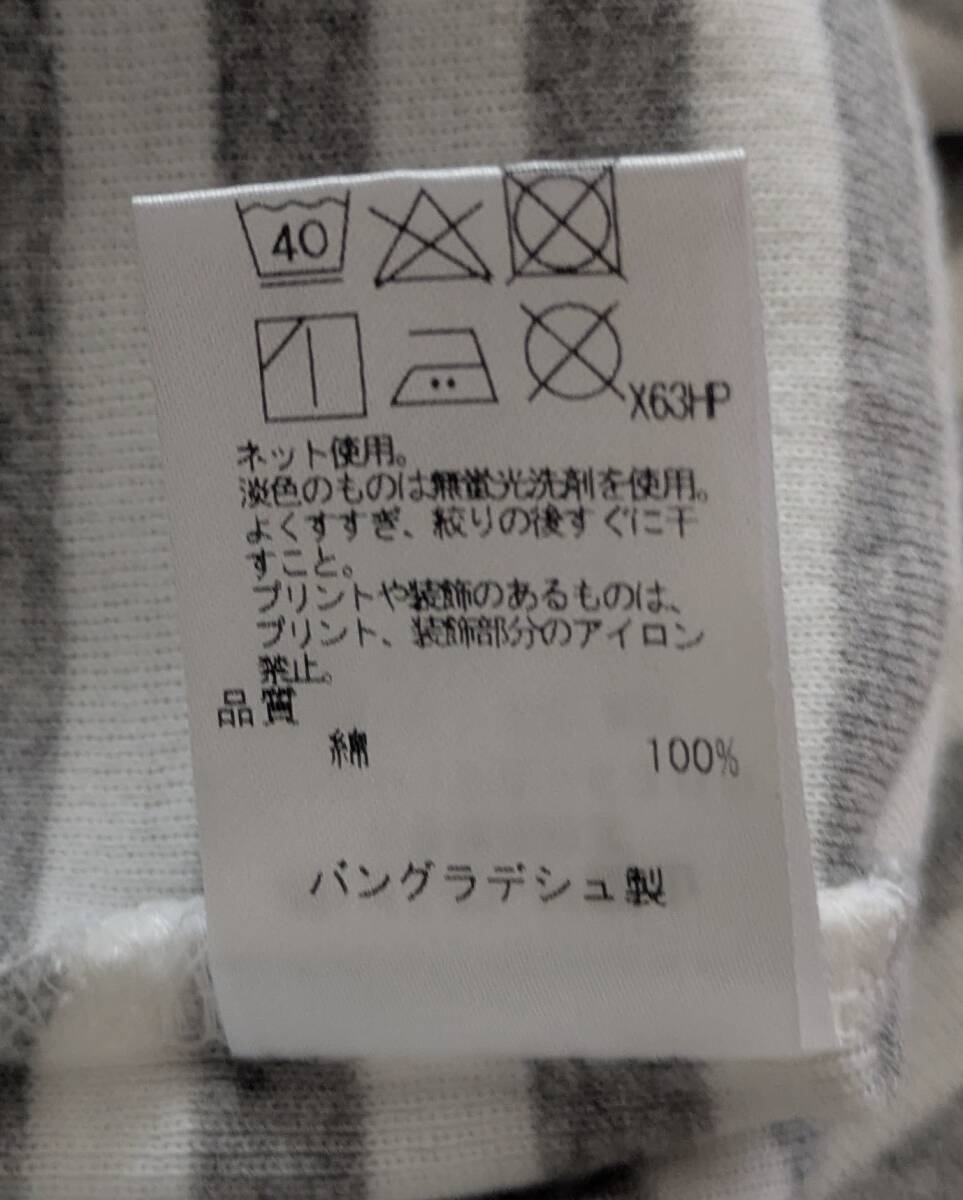 40
X63HP
ネット使用。
淡色のものは無蛍光洗剤を使用。
よくすすぎ、絞りの後すぐに干
すこと。
プリントや装飾のあるものは、
プリント、装飾部分のアイロン
禁止。
品質
綿 100%
バングラデシュ製